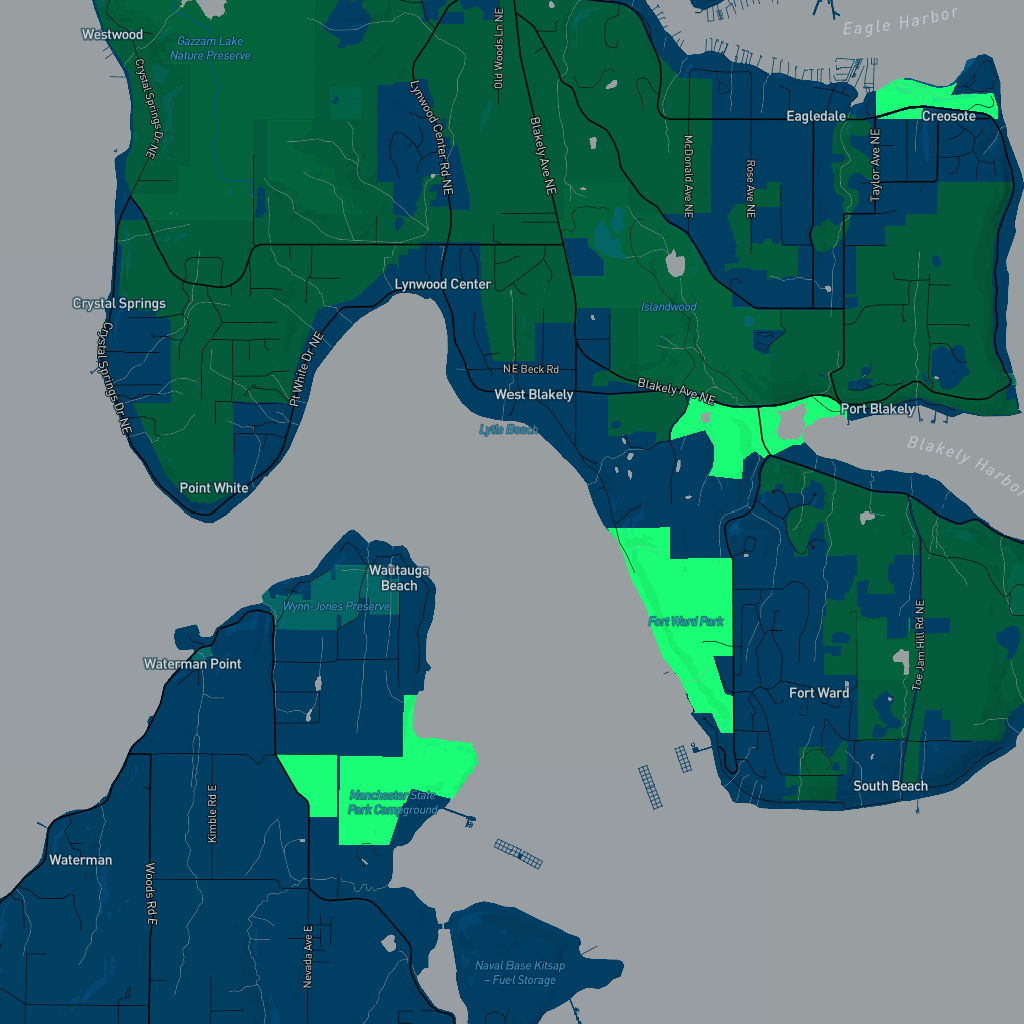 Eagle Harbor
Westwood
Gazzam Lake
Nature Preserve
Old Woods Ln NE
Crystal Springs Dr NE
Lynwood Center Rd NE
Blakely Ave NE
Eagledale
Creosote
McDonald Ave NE
Rose Ave NE
Taylor Ave NE
Lynwood Center
Crystal Springs
Islandwood
Crystal Springs Dr NE
Pt White Dr NE
NE Beck Rd
West Blakely
Blakely Ave NE
Port Blakely
Lytle Beach
Blakely Harbor
Point White
Wautauga
Beach
Wynn-Jones Preserve
Fort Ward Park
Toe Jam Hill Rd NE
Waterman Point
Fort Ward
South Beach
Manchester State
Park Campground
Kimble Rd E
Waterman
Woods Rd E
Nevada Ave E
Naval Base Kitsap
- Fuel Storage